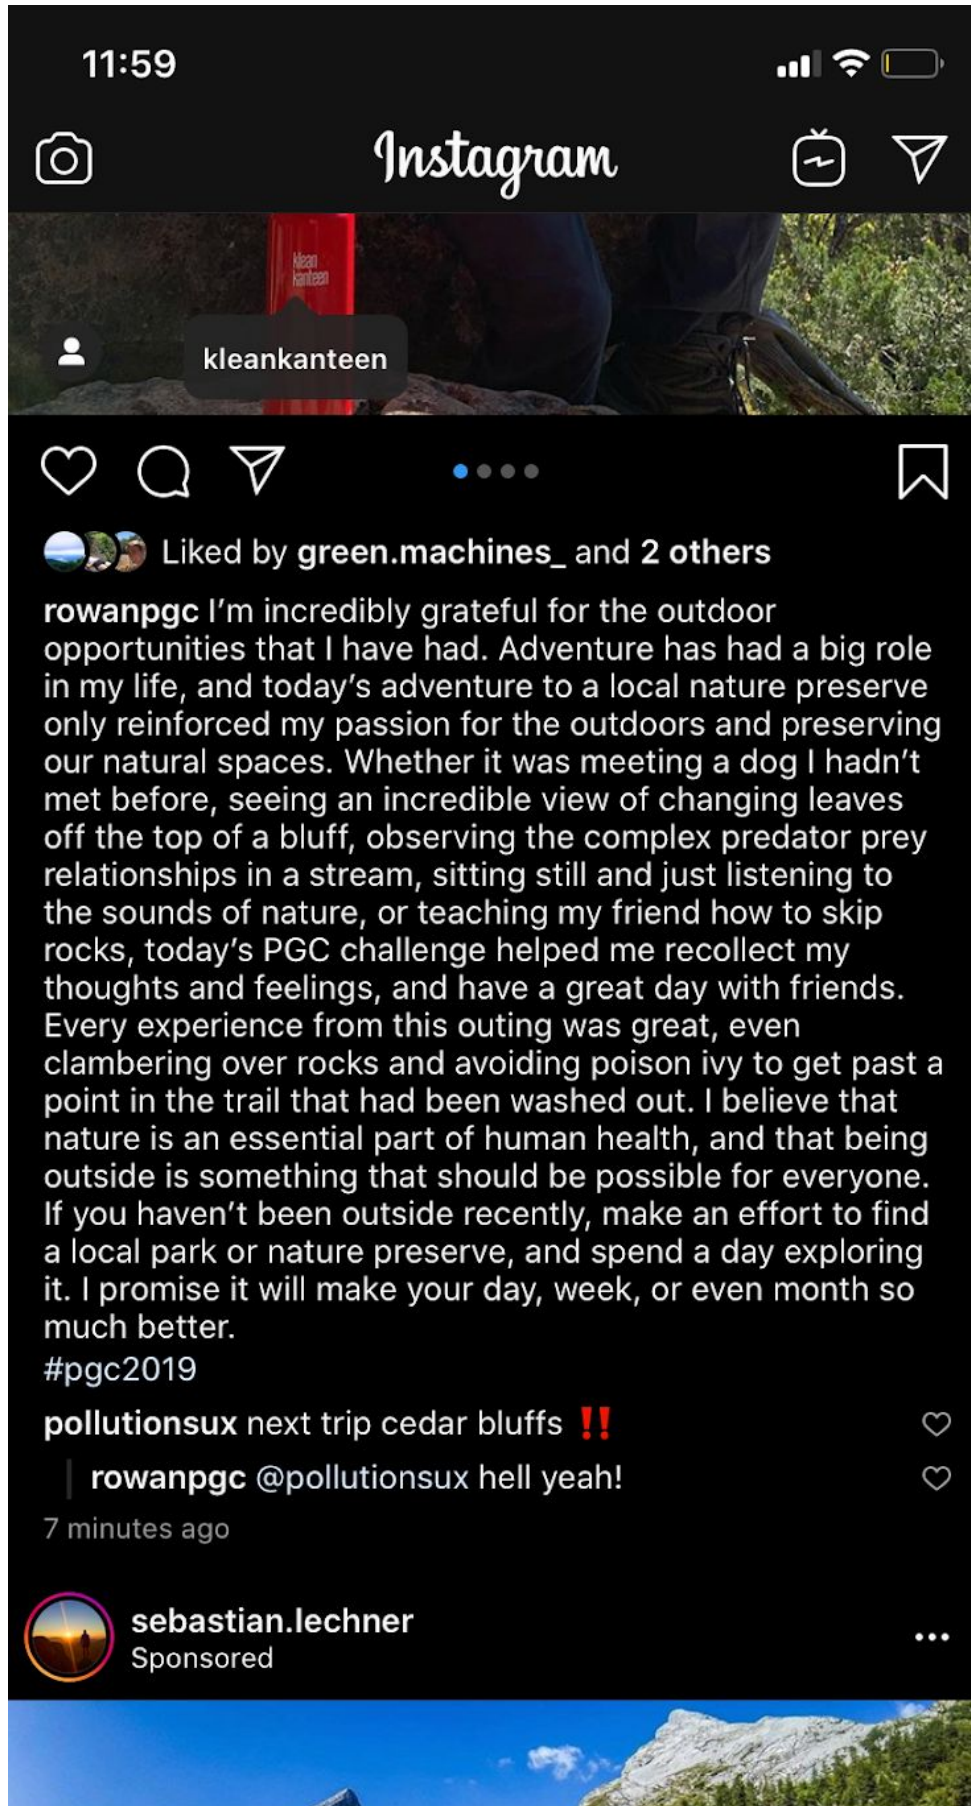 11:59
Instagram
klean
kanteen
kleankanteen
Liked by green.machines_ and 2 others
rowanpgc I’m incredibly grateful for the outdoor
opportunities that I have had. Adventure has had a big role
in my life, and today’s adventure to a local nature preserve
only reinforced my passion for the outdoors and preserving
our natural spaces. Whether it was meeting a dog I hadn’t
met before, seeing an incredible view of changing leaves
off the top of a bluff, observing the complex predator prey
relationships in a stream, sitting still and just listening to
the sounds of nature, or teaching my friend how to skip
rocks, today’s PGC challenge helped me recollect my
thoughts and feelings, and have a great day with friends.
Every experience from this outing was great, even
clambering over rocks and avoiding poison ivy to get past a
point in the trail that had been washed out. I believe that
nature is an essential part of human health, and that being
outside is something that should be possible for everyone.
If you haven’t been outside recently, make an effort to find
a local park or nature preserve, and spend a day exploring
it. I promise it will make your day, week, or even month so
much better.
#pgc2019
pollutionsux next trip cedar bluffs ‼️
rowanpgc @pollutionsux hell yeah!
7 minutes ago
sebastian.lechner
Sponsored